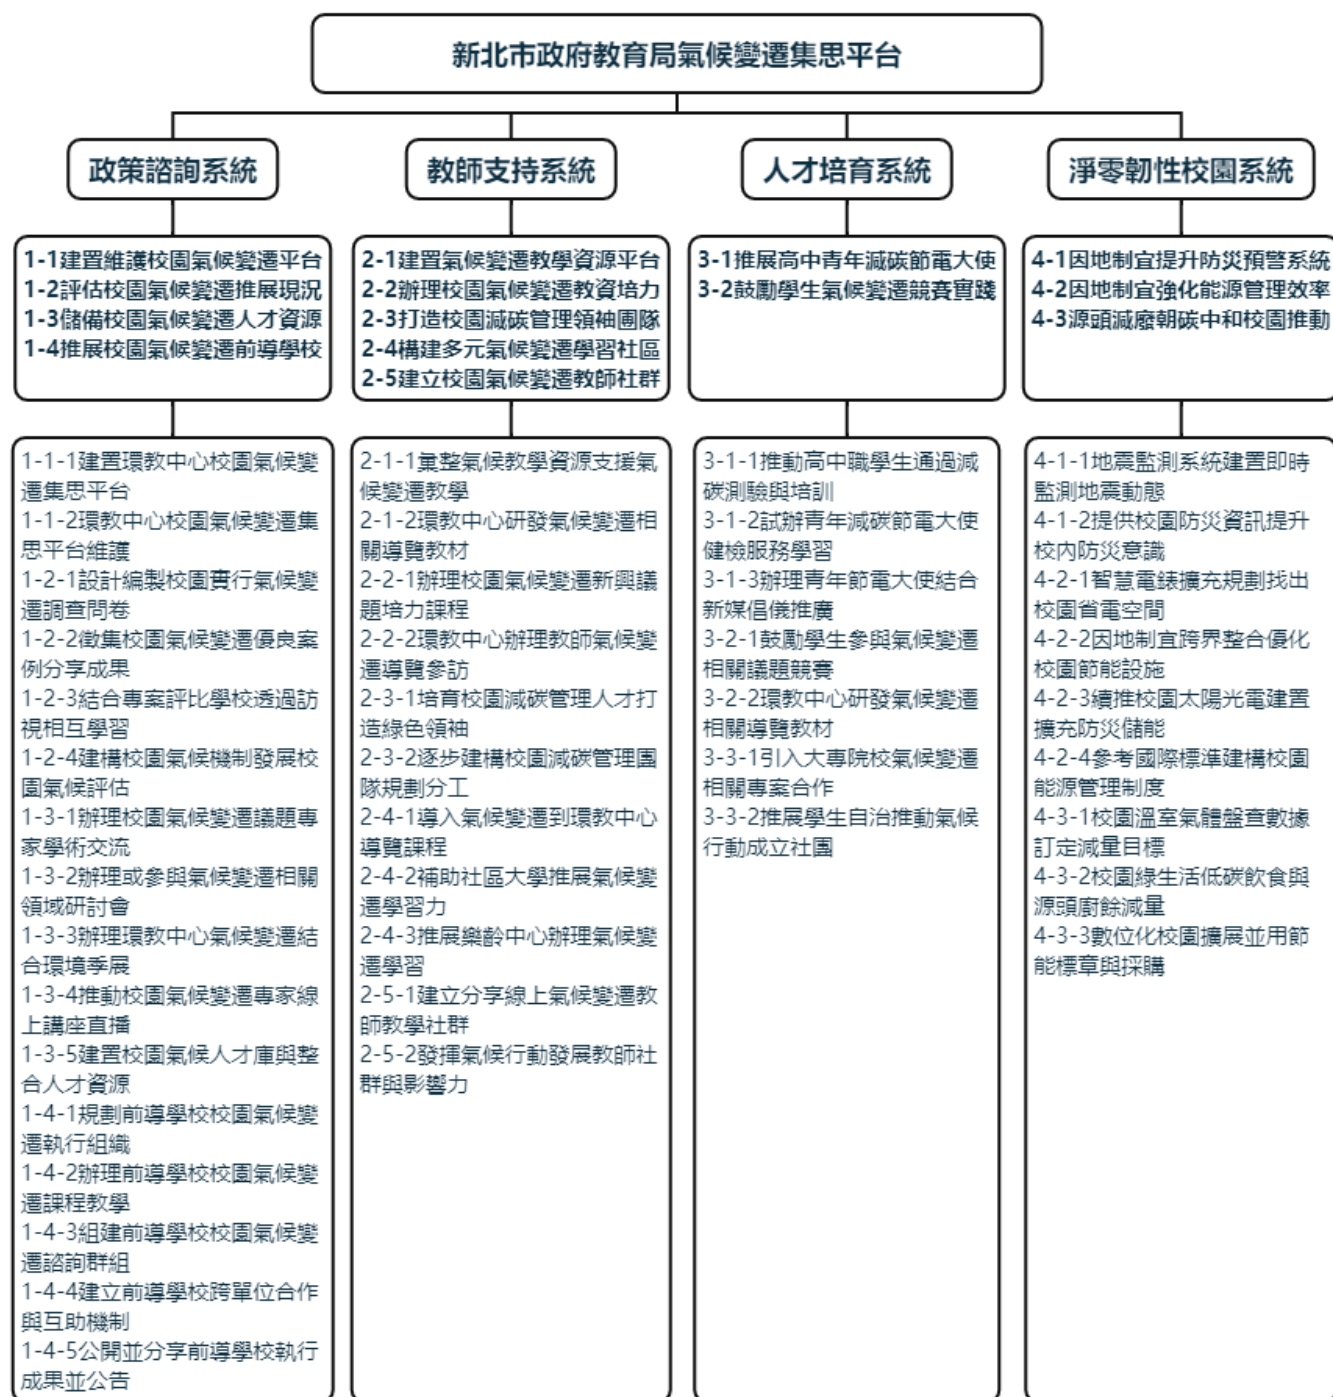 新北市政府教育局氣候變遷集思平台
政策諮詢系統
1-1建置維護校園氣候變遷平台
1-2評估校園氣候變遷推展現況
1-3儲備校園氣候變遷人才資源
1-4推展校園氣候變遷前導學校
1-1-1建置環教中心校園氣候變
遷集思平台
1-1-2環教中心校園氣候變遷集
思平台維護
1-2-1設計編製校園實行氣候變
遷調查問卷
1-2-2徵集校園氣候變遷優良案
例分享成果
1-2-3結合專案評比學校透過訪
視相互學習
1-2-4建構校園氣候機制發展校
園氣候評估
1-3-1辦理校園氣候變遷議題專
家學術交流
1-3-2辦理或參與氣候變遷相關
領域研討會
1-3-3辦理環教中心氣候變遷結
合環境季展
1-3-4推動校園氣候變遷專家線
上講座直播
1-3-5建置校園氣候人才庫與整
合人才資源
1-4-1規劃前導學校校園氣候變
遷執行組織
1-4-2辦理前導學校校園氣候變
遷課程教學
1-4-3組建前導學校校園氣候變
遷諮詢群組
1-4-4建立前導學校跨單位合作
與互助機制
1-4-5公開並分享前導學校執行
成果並公告
教師支持系統
2-1建置氣候變遷教學資源平台
2-2辦理校園氣候變遷教資培力
2-3打造校園減碳管理領袖團隊
2-4構建多元氣候變遷學習社區
2-5建立校園氣候變遷教師社群
2-1-1彙整氣候教學資源支援氣
候變遷教學
2-1-2環教中心研發氣候變遷相
關導覽教材
2-2-1辦理校園氣候變遷新興議
題培力課程
2-2-2環教中心辦理教師氣候變
遷導覽參訪
2-3-1培育校園減碳管理人才打
造綠色領袖
2-3-2逐步建構校園減碳管理團
隊規劃分工
2-4-1導入氣候變遷到環教中心
導覽課程
2-4-2補助社區大學推展氣候變
遷學習力
2-4-3推展樂齡中心辦理氣候變
遷學習
2-5-1建立分享線上氣候變遷教
師教學社群
2-5-2發揮氣候行動發展教師社
群與影響力
人才培育系統
3-1推展高中青年減碳節電大使
3-2鼓勵學生氣候變遷競賽實踐
3-1-1推動高中職學生通過減
碳測驗與培訓
3-1-2試辦青年減碳節電大使
健檢服務學習
3-1-3辦理青年節電大使結合
新媒倡儀推廣
3-2-1鼓勵學生參與氣候變遷
相關議題競賽
3-2-2環教中心研發氣候變遷
相關導覽教材
3-3-1引入大專院校氣候變遷
相關專案合作
3-3-2推展學生自治推動氣候
行動成立社團
淨零韌性校園系統
4-1因地制宜提升防災預警系統
4-2因地制宜強化能源管理效率
4-3源頭減廢朝碳中和校園推動
4-1-1地震監測系統建置即時
監測地震動態
4-1-2提供校園防災資訊提升
校內防災意識
4-2-1智慧電錶擴充規劃找出
校園省電空間
4-2-2因地制宜跨界整合優化
校園節能設施
4-2-3續推校園太陽光電建置
擴充防災儲能
4-2-4參考國際標準建構校園
能源管理制度
4-3-1校園溫室氣體盤查數據
訂定減量目標
4-3-2校園綠生活低碳飲食與
源頭廚餘減量
4-3-3數位化校園擴展並用節
能標章與採購